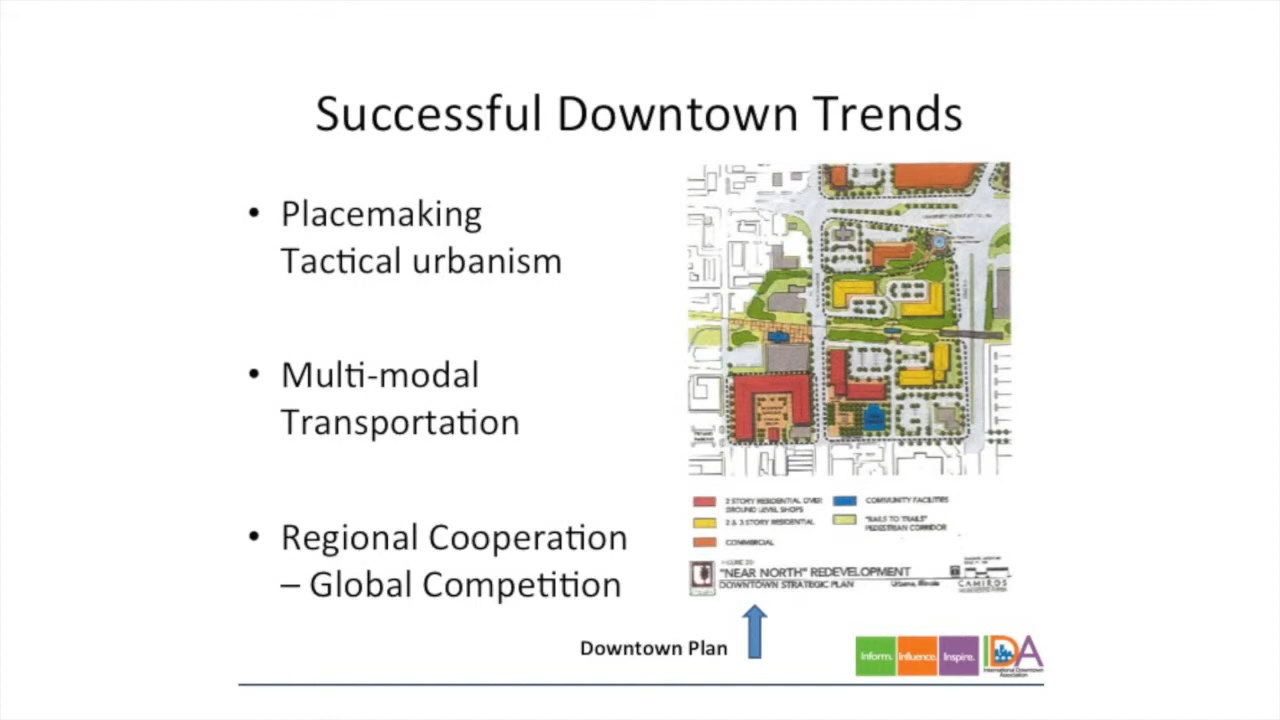 Successful Downtown Trends
• Placemaking
Tactical urbanism
• Multi-modal
Transportation
• Regional Cooperation
– Global Competition
2 STORY RESIDENTIAL OVER
GROUND LEVEL SHOPS
2 & 3 STORY RESIDENTIAL
COMMERCIAL
COMMUNITY FACILITIES
"RAILS TO TRAILS"
PEDESTRIAN CORRIDOR
"NEAR NORTH" REDEVELOPMENT
DOWNTOWN STRATEGIC PLAN
Urbana, Illinois
CAMIROS
Downtown Plan
Inform. Influence. Inspire. IDA
International Downtown
Association